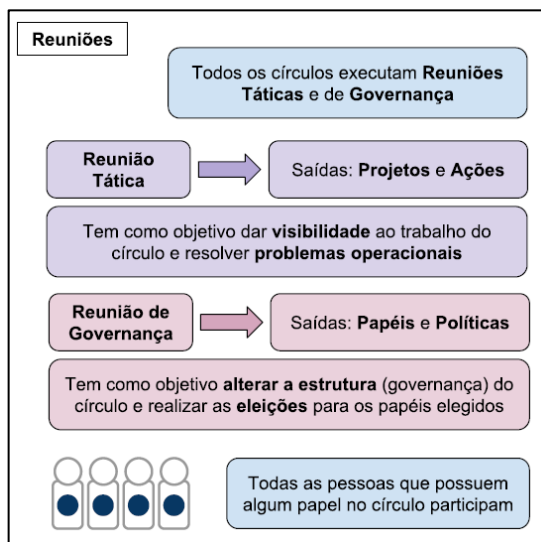 Reuniões
Todos os círculos executam Reuniões
Táticas e de Governança
Reunião
Tática
Saídas: Projetos e Ações
Tem como objetivo dar visibilidade ao trabalho do
círculo e resolver problemas operacionais
Reunião de
Governança
Saídas: Papéis e Políticas
Tem como objetivo alterar a estrutura (governança) do
círculo e realizar as eleições para os papéis elegidos
Todas as pessoas que possuem
algum papel no círculo participam